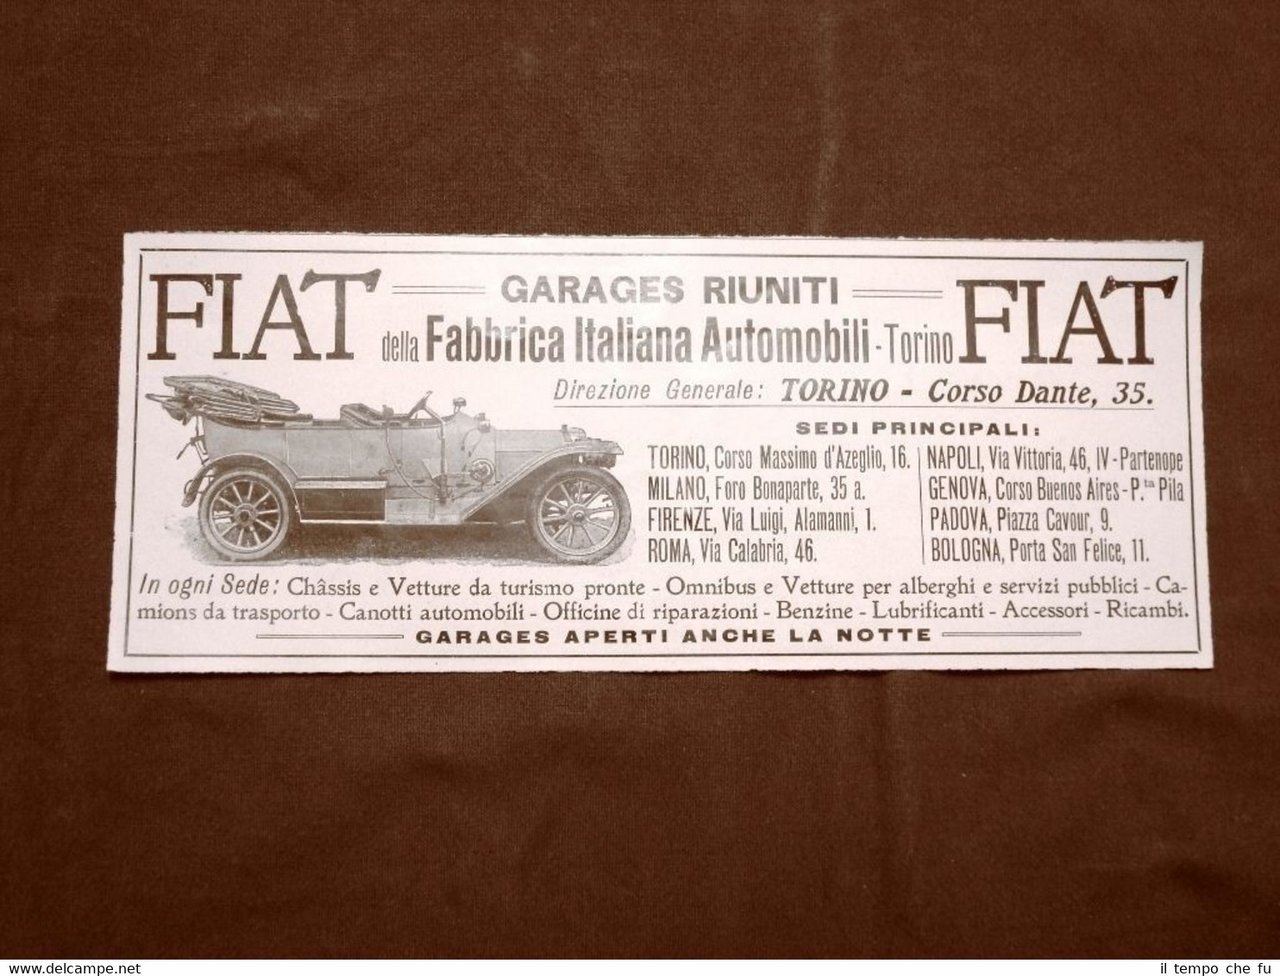 FIAT GARAGES RIUNITI FIAT
della Fabbrica Italiana Automobili - Torino
Direzione Generale: TORINO - Corso Dante, 35.
SEDI PRINCIPALI:
TORINO, Corso Massimo d'Azeglio, 16.
MILANO, Foro Bonaparte, 35 a.
FIRENZE, Via Luigi, Alamanni, 1.
ROMA, Via Calabria, 46.
NAPOLI, Via Vittoria, 46, IV - Partenope
GENOVA, Corso Buenos Aires - P.ta Pila
PADOVA, Piazza Cavour, 9.
BOLOGNA, Porta San Felice, 11.
In ogni Sede: Châssis e Vetture da turismo pronte - Omnibus e Vetture per alberghi e servizi pubblici - Ca-
mions da trasporto - Canotti automobili - Officine di riparazioni - Benzine - Lubrificanti - Accessori - Ricambi.
GARAGES APERTI ANCHE LA NOTTE
www.delcampe.net
il tempo che fu